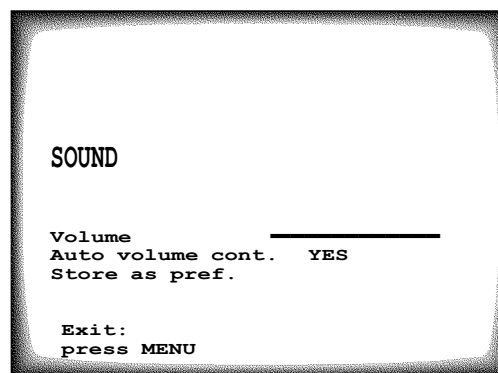 SOUND
Volume
Auto volume cont. YES
Store as pref.
Exit:
press MENU